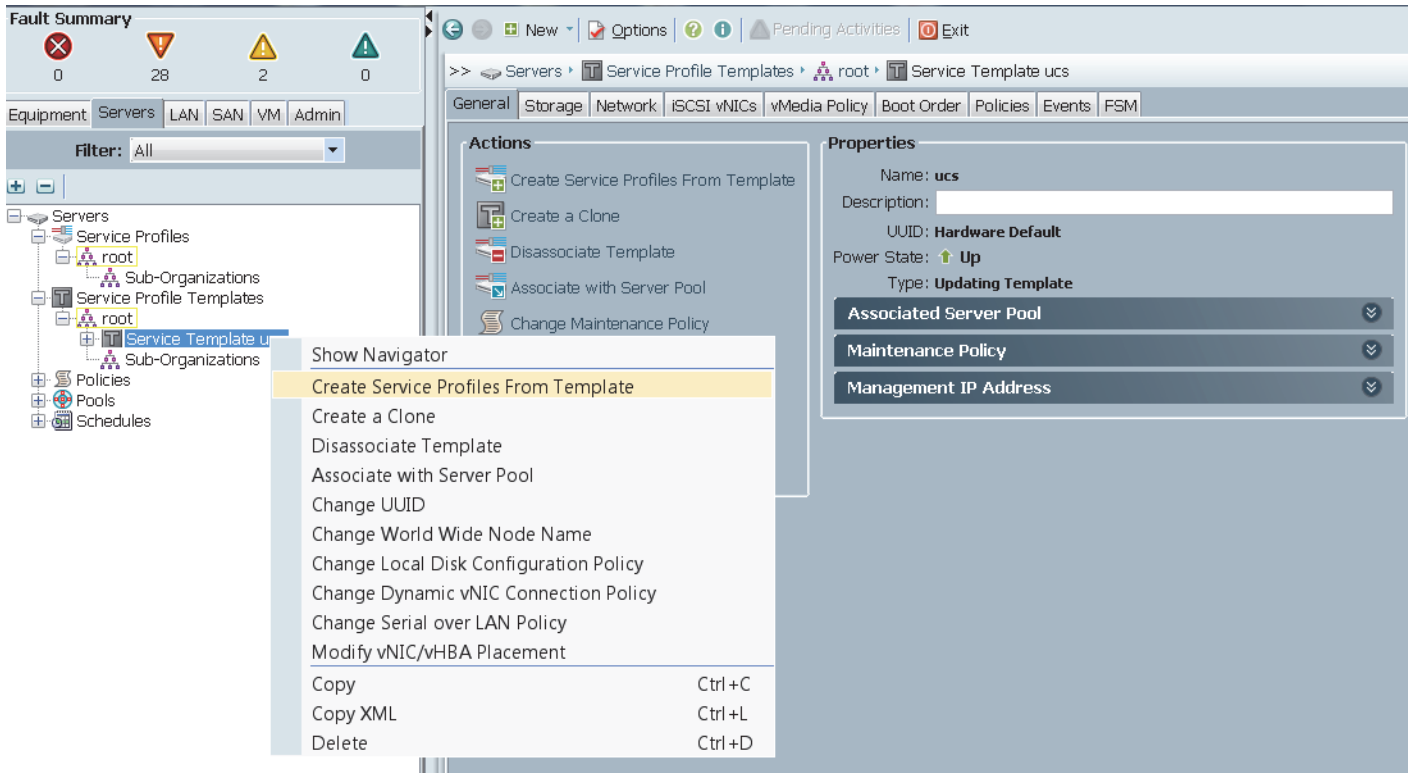 Fault Summary
0 28 2 0
Equipment Servers LAN SAN VM Admin
Filter: All
Servers
Service Profiles
root
Sub-Organizations
Service Profile Templates
root
Service Template u
Sub-Organizations
Policies
Pools
Schedules
New Options Pending Activities Exit
>> Servers Service Profile Templates root Service Template ucs
General Storage Network iSCSI vNICs vMedia Policy Boot Order Policies Events FSM
Actions
Create Service Profiles From Template
Create a Clone
Disassociate Template
Associate with Server Pool
Change Maintenance Policy
Properties
Name: ucs
Description:
UUID: Hardware Default
Power State: Up
Type: Updating Template
Associated Server Pool
Maintenance Policy
Management IP Address
Show Navigator
Create Service Profiles From Template
Create a Clone
Disassociate Template
Associate with Server Pool
Change UUID
Change World Wide Node Name
Change Local Disk Configuration Policy
Change Dynamic vNIC Connection Policy
Change Serial over LAN Policy
Modify vNIC/vHBA Placement
Copy Ctrl+C
Copy XML Ctrl+L
Delete Ctrl+D